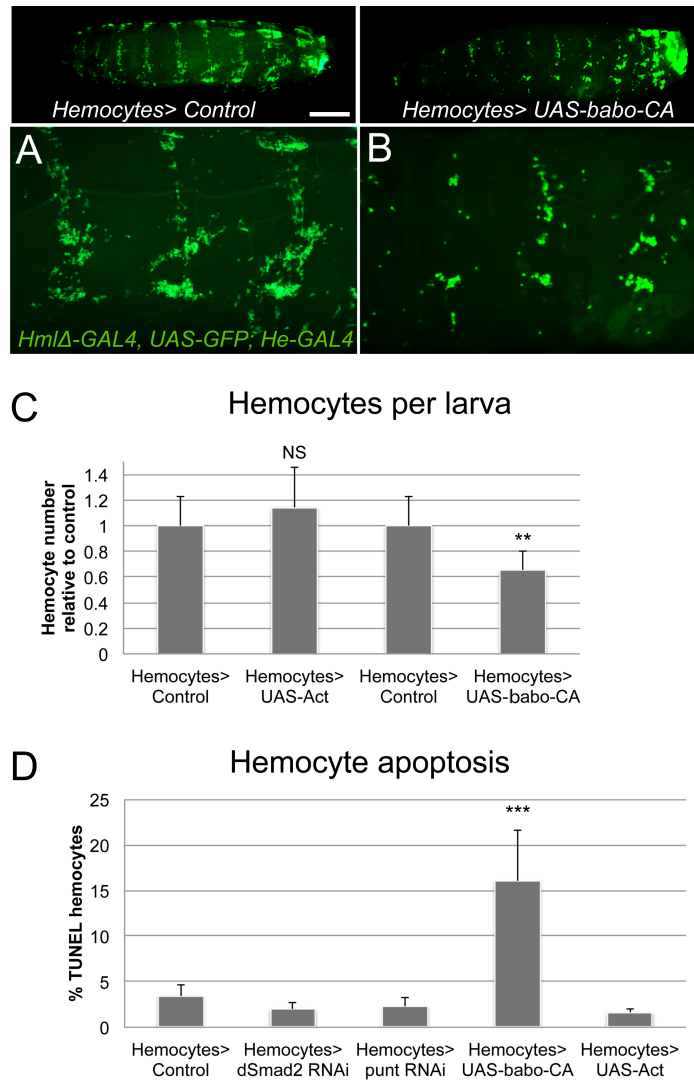 Hemocytes> Control
Hemocytes> UAS-babo-CA
A
B
HmlΔ-GAL4, UAS-GFP; He-GAL4
C
Hemocytes per larva
Hemocyte number
relative to control
1.4
1.2
1
0.8
0.6
0.4
0.2
0
NS
**
Hemocytes>
Control
Hemocytes>
UAS-Act
Hemocytes>
Control
Hemocytes>
UAS-babo-CA
D
Hemocyte apoptosis
% TUNEL hemocytes
25
20
15
10
5
0
***
Hemocytes>
Control
Hemocytes>
dSmad2 RNAi
Hemocytes>
punt RNAi
Hemocytes>
UAS-babo-CA
Hemocytes>
UAS-Act